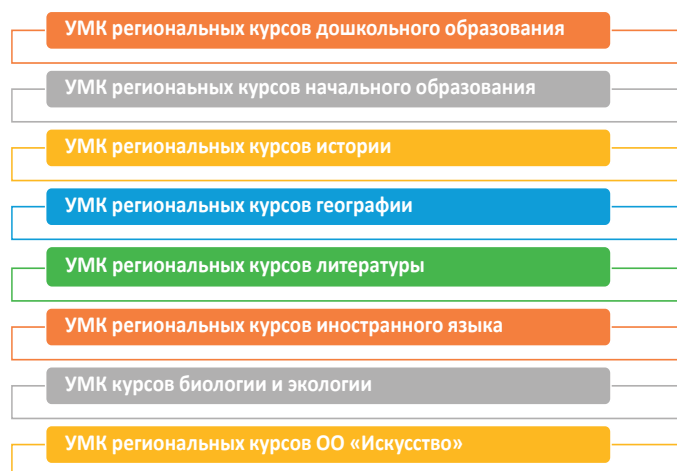 УМК региональных курсов дошкольного образования
УМК региоаьных курсов начального образования
УМК региональных курсов истории
УМК региональных курсов географии
УМК региональных курсов литературы
УМК региональных курсов иностранного языка
УМК курсов биологии и экологии
УМК региональных курсов ОО «Искусство»